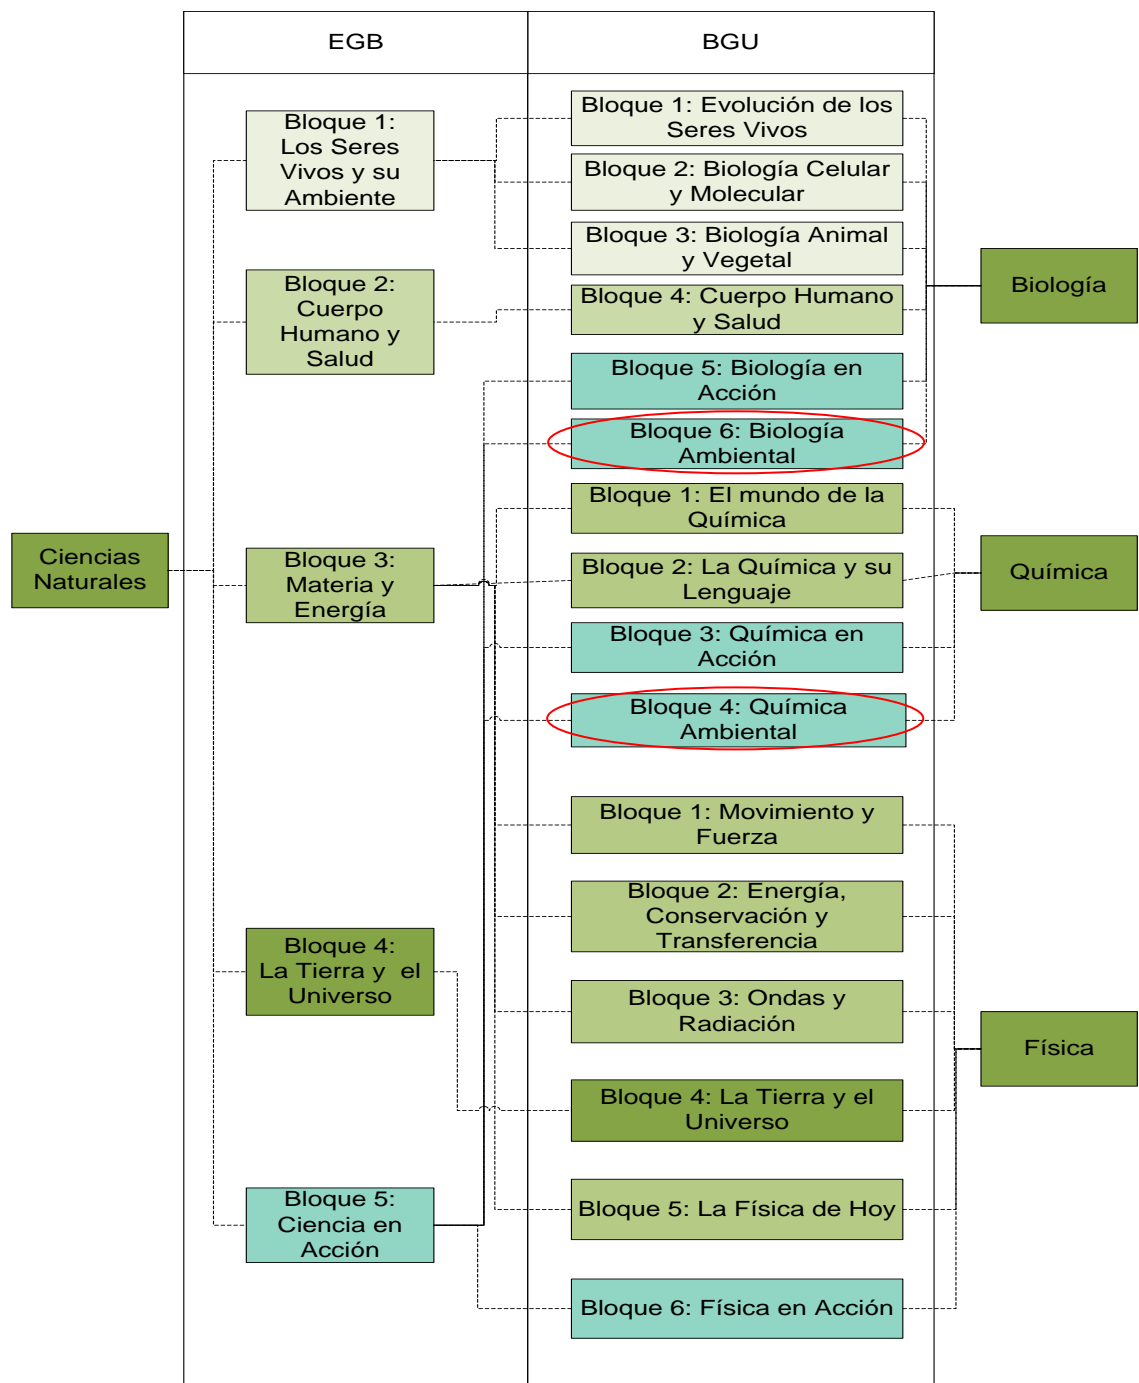 EGB
BGU
Ciencias
Naturales
Bloque 1:
Los Seres
Vivos y su
Ambiente
Bloque 2:
Cuerpo
Humano y
Salud
Bloque 3:
Materia y
Energía
Bloque 4:
La Tierra y  el
Universo
Bloque 5:
Ciencia en
Acción
Bloque 1: Evolución de los
Seres Vivos
Bloque 2: Biología Celular
y Molecular
Bloque 3: Biología Animal
y Vegetal
Bloque 4: Cuerpo Humano
y Salud
Bloque 5: Biología en
Acción
Bloque 6: Biología
Ambiental
Bloque 1: El mundo de la
Química
Bloque 2: La Química y su
Lenguaje
Bloque 3: Química en
Acción
Bloque 4: Química
Ambiental
Bloque 1: Movimiento y
Fuerza
Bloque 2: Energía,
Conservación y
Transferencia
Bloque 3: Ondas y
Radiación
Bloque 4: La Tierra y el
Universo
Bloque 5: La Física de Hoy
Bloque 6: Física en Acción
Biología
Química
Física